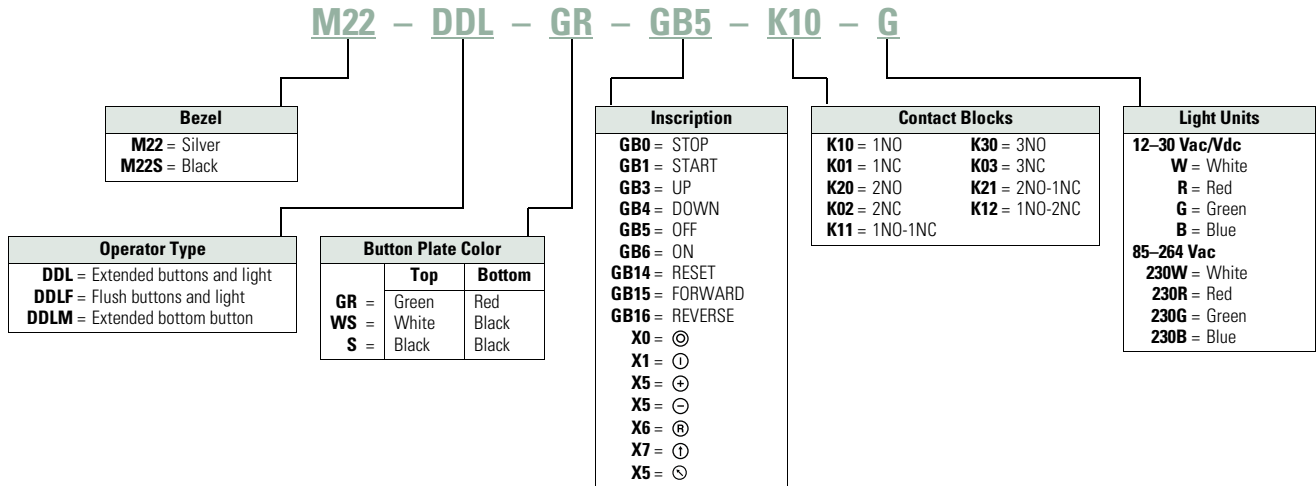 M22 – DDL – GR – GB5 – K10 – G
Bezel
M22 = Silver
M22S = Black
Operator Type
DDL = Extended buttons and light
DDLF = Flush buttons and light
DDLM = Extended bottom button
Button Plate Color
Top Bottom
GR = Green Red
WS = White Black
S = Black Black
Inscription
GB0 = STOP
GB1 = START
GB3 = UP
GB4 = DOWN
GB5 = OFF
GB6 = ON
GB14 = RESET
GB15 = FORWARD
GB16 = REVERSE
X0 =
X1 =
X5 =
X5 =
X6 = R
X7 =
X5 =
Contact Blocks
K10 = 1NO K30 = 3NO
K01 = 1NC K03 = 3NC
K20 = 2NO K21 = 2NO-1NC
K02 = 2NC K12 = 1NO-2NC
K11 = 1NO-1NC
Light Units
12–30 Vac/Vdc
W = White
R = Red
G = Green
B = Blue
85–264 Vac
230W = White
230R = Red
230G = Green
230B = Blue